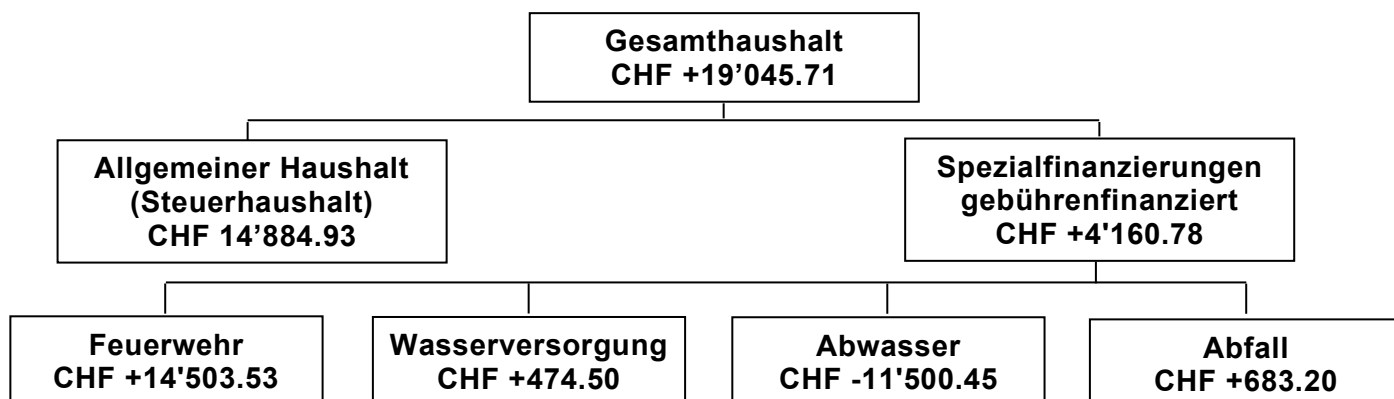 Gesamthaushalt
CHF +19’045.71
Allgemeiner Haushalt
(Steuerhaushalt)
CHF 14’884.93
Spezialfinanzierungen
gebührenfinanziert
CHF +4'160.78
Feuerwehr
CHF +14'503.53
Wasserversorgung
CHF +474.50
Abwasser
CHF -11'500.45
Abfall
CHF +683.20